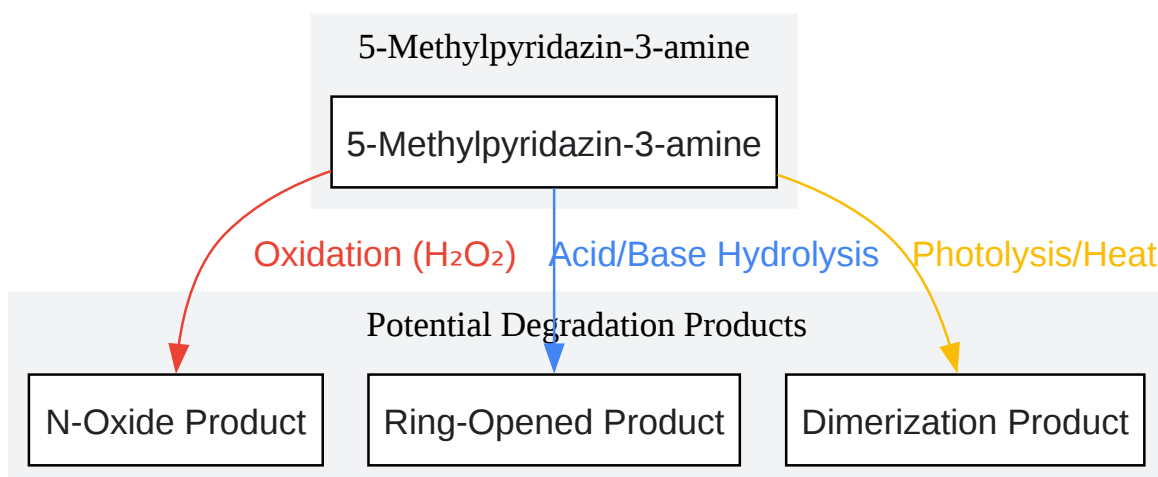 5-Methylpyridazin-3-amine
5-Methylpyridazin-3-amine
Oxidation (H₂O₂)
Acid/Base Hydrolysis
Photolysis/Heat
Potential Degradation Products
N-Oxide Product
Ring-Opened Product
Dimerization Product